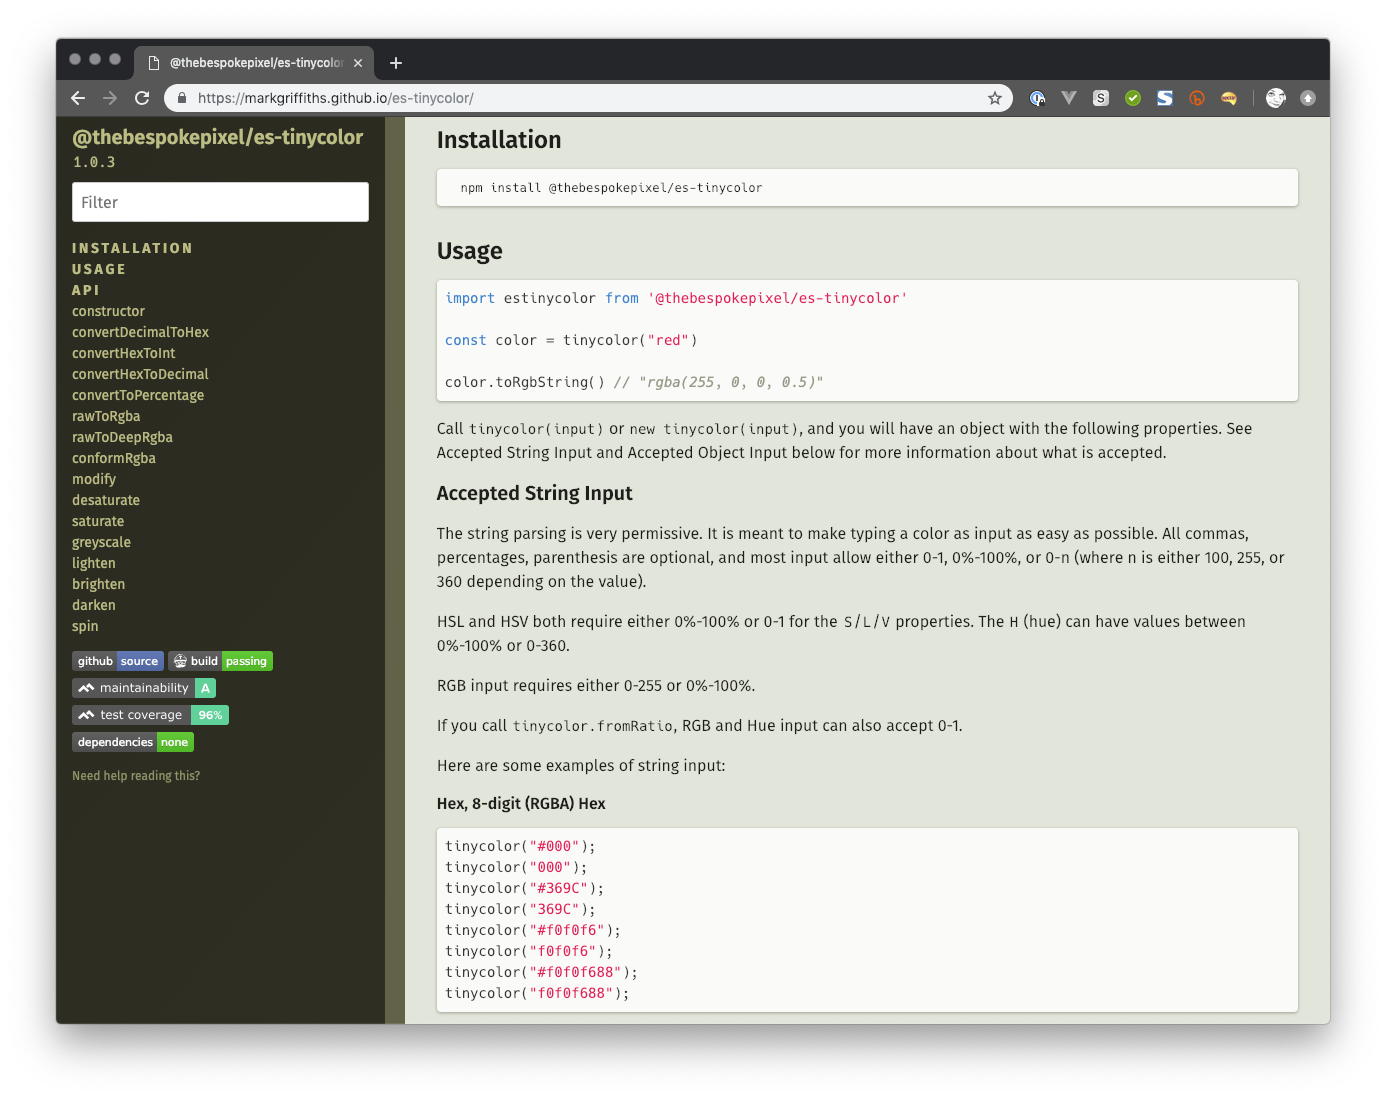 @thebespokepixel/es-tinycolor
https://markgriffiths.github.io/es-tinycolor/
@thebespokepixel/es-tinycolor
1.0.3
Filter
INSTALLATION
USAGE
API
constructor
convertDecimalToHex
convertHexToInt
convertHexToDecimal
convertToPercentage
rawToRgba
rawToDeepRgba
conformRgba
modify
desaturate
saturate
greyscale
lighten
brighten
darken
spin
github source build passing
maintainability A
test coverage 96%
dependencies none
Need help reading this?
Installation
npm install @thebespokepixel/es-tinycolor
Usage
import estinycolor from '@thebespokepixel/es-tinycolor'
const color = tinycolor("red")
color.toRgbString() // "rgba(255, 0, 0, 0.5)"
Call tinycolor(input) or new tinycolor(input), and you will have an object with the following properties. See
Accepted String Input and Accepted Object Input below for more information about what is accepted.
Accepted String Input
The string parsing is very permissive. It is meant to make typing a color as input as easy as possible. All commas,
percentages, parenthesis are optional, and most input allow either 0-1, 0%-100%, or 0-n (where n is either 100, 255, or
360 depending on the value).
HSL and HSV both require either 0%-100% or 0-1 for the S/L/V properties. The H (hue) can have values between
0%-100% or 0-360.
RGB input requires either 0-255 or 0%-100%.
If you call tinycolor.fromRatio, RGB and Hue input can also accept 0-1.
Here are some examples of string input:
Hex, 8-digit (RGBA) Hex
tinycolor("#000");
tinycolor("000");
tinycolor("#369C");
tinycolor("369C");
tinycolor("#f0f0f6");
tinycolor("f0f0f6");
tinycolor("#f0f0f688");
tinycolor("f0f0f688");